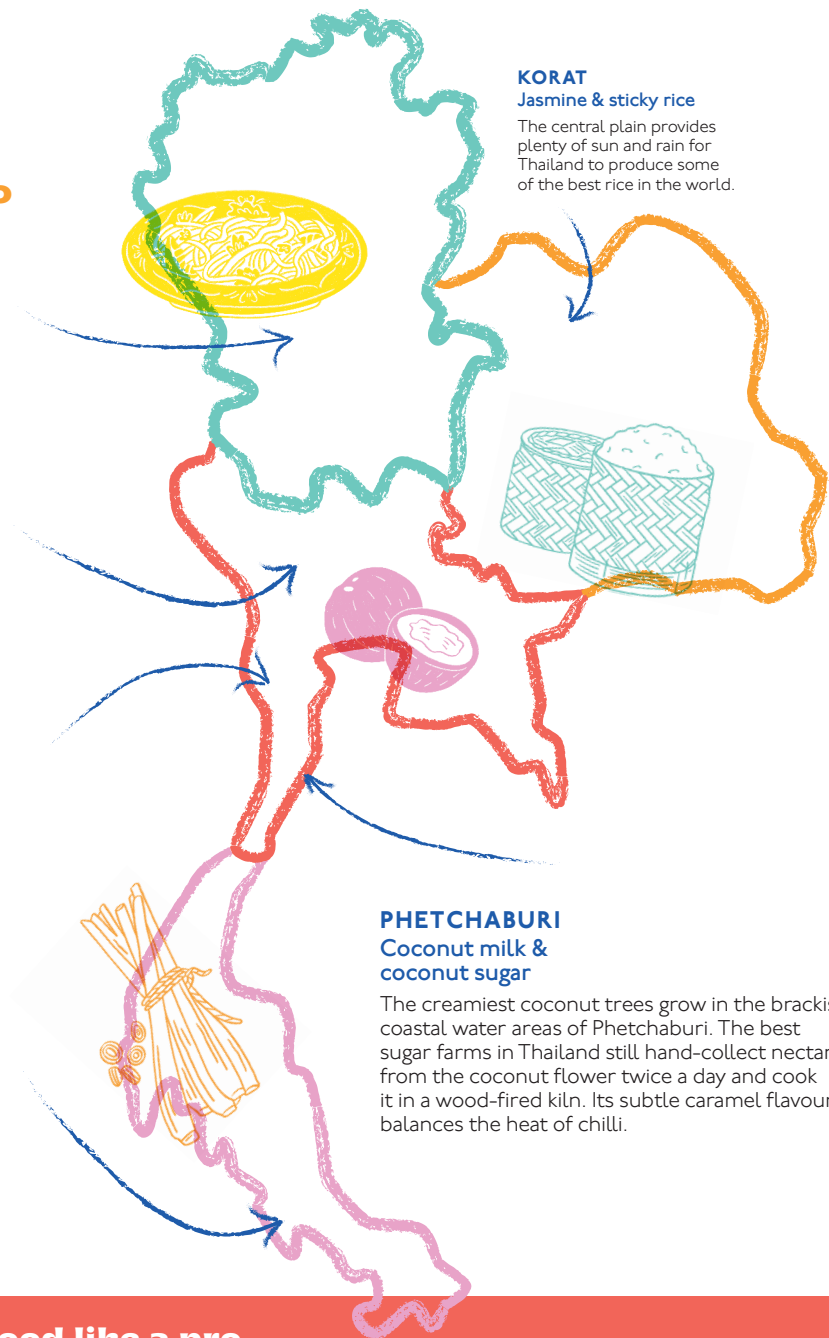 KORAT
Jasmine & sticky rice
The central plain provides
plenty of sun and rain for
Thailand to produce some
of the best rice in the world.
PHETCHABURI
Coconut milk &
coconut sugar
The creamiest coconut trees grow in the brackis
coastal water areas of Phetchaburi. The best
sugar farms in Thailand still hand-collect nectar
from the coconut flower twice a day and cook
it in a wood-fired kiln. Its subtle caramel flavour
balances the heat of chilli.
like a pro